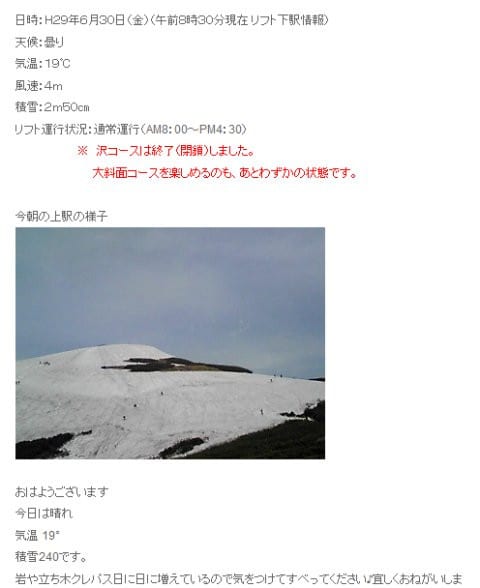 日時：H29年6月30日（金）（午前8時30分現在 リフト下駅情報）
天候：曇り
気温：19℃
風速：4m
積雪：2m50㎝
リフト運行状況：通常運行（AM8：00～PM4：30）
※ 沢コースは終了（閉鎖）しました。
大斜面コースを楽しめるのも、あとわずかの状態です。
今朝の上駅の様子
おはようございます
今日は晴れ
気温 19°
積雪240です。
岩や立ち木クレバス日に日に増えているので気をつけてすべってください♪宜しくおねがいしま